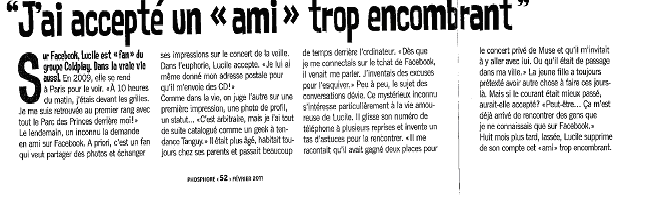 “J'ai accepté un « ami » trop encombrant”
Sur Facebook, Lucile est « fan » du
groupe Coldplay. Dans la vraie vie
aussi. En 2009, elle se rend
à Paris pour le voir. «À 10 heures
du matin, j'étais devant les grilles.
Je me suis retrouvée au premier rang avec
tout le Parc des Princes derrière moi!»
Le lendemain, un inconnu la demande
en ami sur Facebook. A priori, c'est un fan
qui veut partager des photos et échanger
ses impressions sur le concert de la veille.
Dans l'euphorie, Lucile accepte. «Je lui ai
même donné mon adresse postale pour
qu'il m'envoie des CD!»
Comme dans la vie, on juge l'autre sur une
première impression, une photo de profil,
un statut... «C'est arbitraire, mais je l'ai tout
de suite catalogué comme un geek à ten-
dance Tanguy.» Il était plus âgé, habitait tou-
jours chez ses parents et passait beaucoup
de temps derrière l'ordinateur. «Dès que
je me connectais sur le tchat de Facebook,
il venait me parler. J'inventais des excuses
pour l'esquiver.» Peu à peu, le sujet des
conversations dévie. Ce mystérieux inconnu
s'intéresse particulièrement à la vie amou-
reuse de Lucile. Il glisse son numéro de
téléphone à plusieurs reprises et invente un
tas d'astuces pour la rencontrer. «Il me
racontait qu'il avait gagné deux places pour
le concert privé de Muse et qu'il m'invitait
à y aller avec lui. Ou qu'il était de passage
dans ma ville.» La jeune fille a toujours
prétexté avoir autre chose à faire ces jours-
là. Mais si le courant était mieux passé,
aurait-elle accepté? «Peut-être... Ça m'est
déjà arrivé de rencontrer des gens que
je ne connaissais que sur Facebook.»
Huit mois plus tard, lassée, Lucile supprime
de son compte cet «ami» trop encombrant.
PHOSPHORE • 52 • FÉVRIER 2011